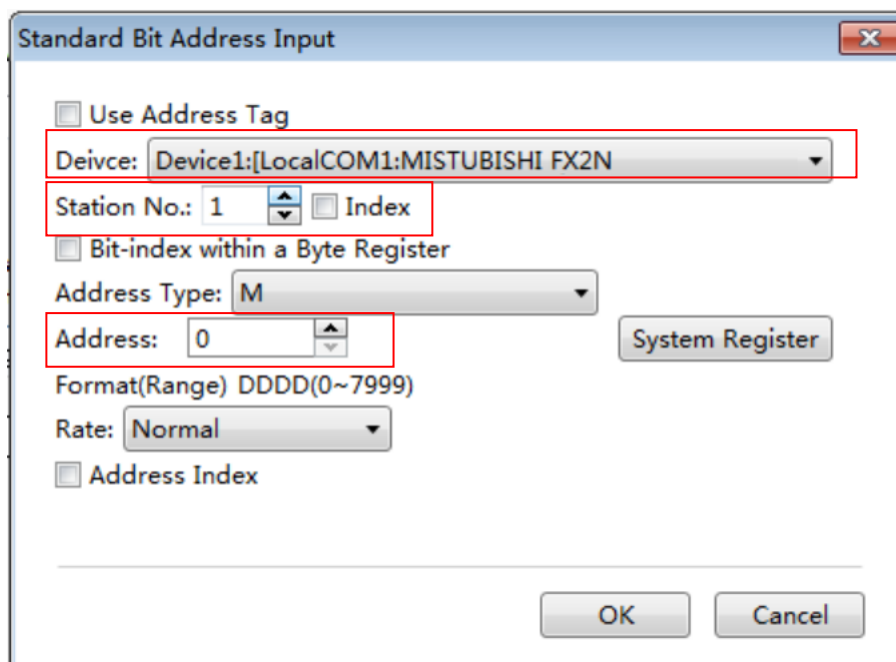 Standard Bit Address Input
Use Address Tag
Deivce: Device1:[LocalCOM1:MISTUBISHI FX2N
Station No.: 1 Index
Bit-index within a Byte Register
Address Type: M
Address: 0 System Register
Format(Range) DDDD(0~7999)
Rate: Normal
Address Index
OK Cancel